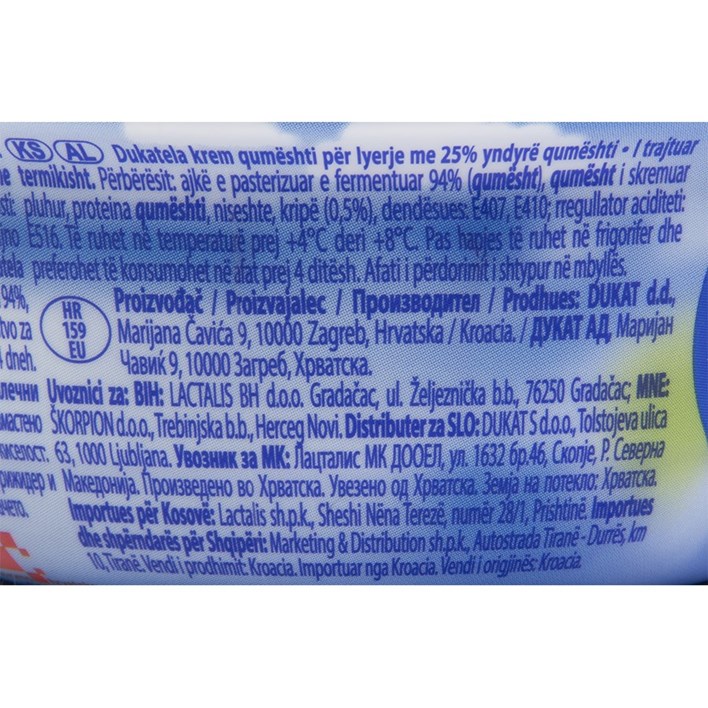 KS AL Dukatela krem qumështi për lyerje me 25% yndyrë qumështi • I trajtuar
termikisht. Përbërësit: ajkë e pasterizuar e fermentuar 94% (qumësht), qumësht i skremuar
pluhur, proteina qumështi, niseshte, kripë (0,5%), dendësues: E407, E410; rregullator aciditeti:
E516. Të ruhet në temperaturë prej +4°C deri +8°C. Pas hapjes të ruhet në frigorifer dhe
preferohet të konsumohet në afat prej 4 ditësh. Afati i përdorimit i shtypur në mbyllës.
94%, HR Proizvođač / Proizvajalec / Производител / Prodhues: DUKAT d.d.,
za 159 Marijana Čavića 9, 10000 Zagreb, Hrvatska / Kroacia. / ДУКАТ АД, Маријан
dneh. EU Чавиќ 9, 10000 Загреб, Хрватска.
Uvoznici za: BIH: LACTALIS BH d.o.o. Gradačac, ul. Željeznička b.b., 76250 Gradačac; MNE:
ŠKORPION d.o.o., Trebinjska b.b., Herceg Novi. Distributer za SLO: DUKAT S d.o.o., Tolstojeva ulica
63, 1000 Ljubljana. Увозник за МК: Лацталис МК ДООЕЛ, ул. 1632 бр.46, Скопје, Р. Северна
и Македонија. Произведено во Хрватска. Увезено од Хрватска. Земја на потекло: Хрватска.
Importues për Kosovë: Lactalis sh.p.k., Sheshi Nëna Terezë, numër 28/1, Prishtinë. Importues
dhe shpërndarës për Shqipëri: Marketing & Distribution sh.p.k., Autostrada Tiranë - Durrës, km
10, Tiranë. Vendi i prodhimit: Kroacia. Importuar nga Kroacia. Vendi i origjinës: Kroacia.